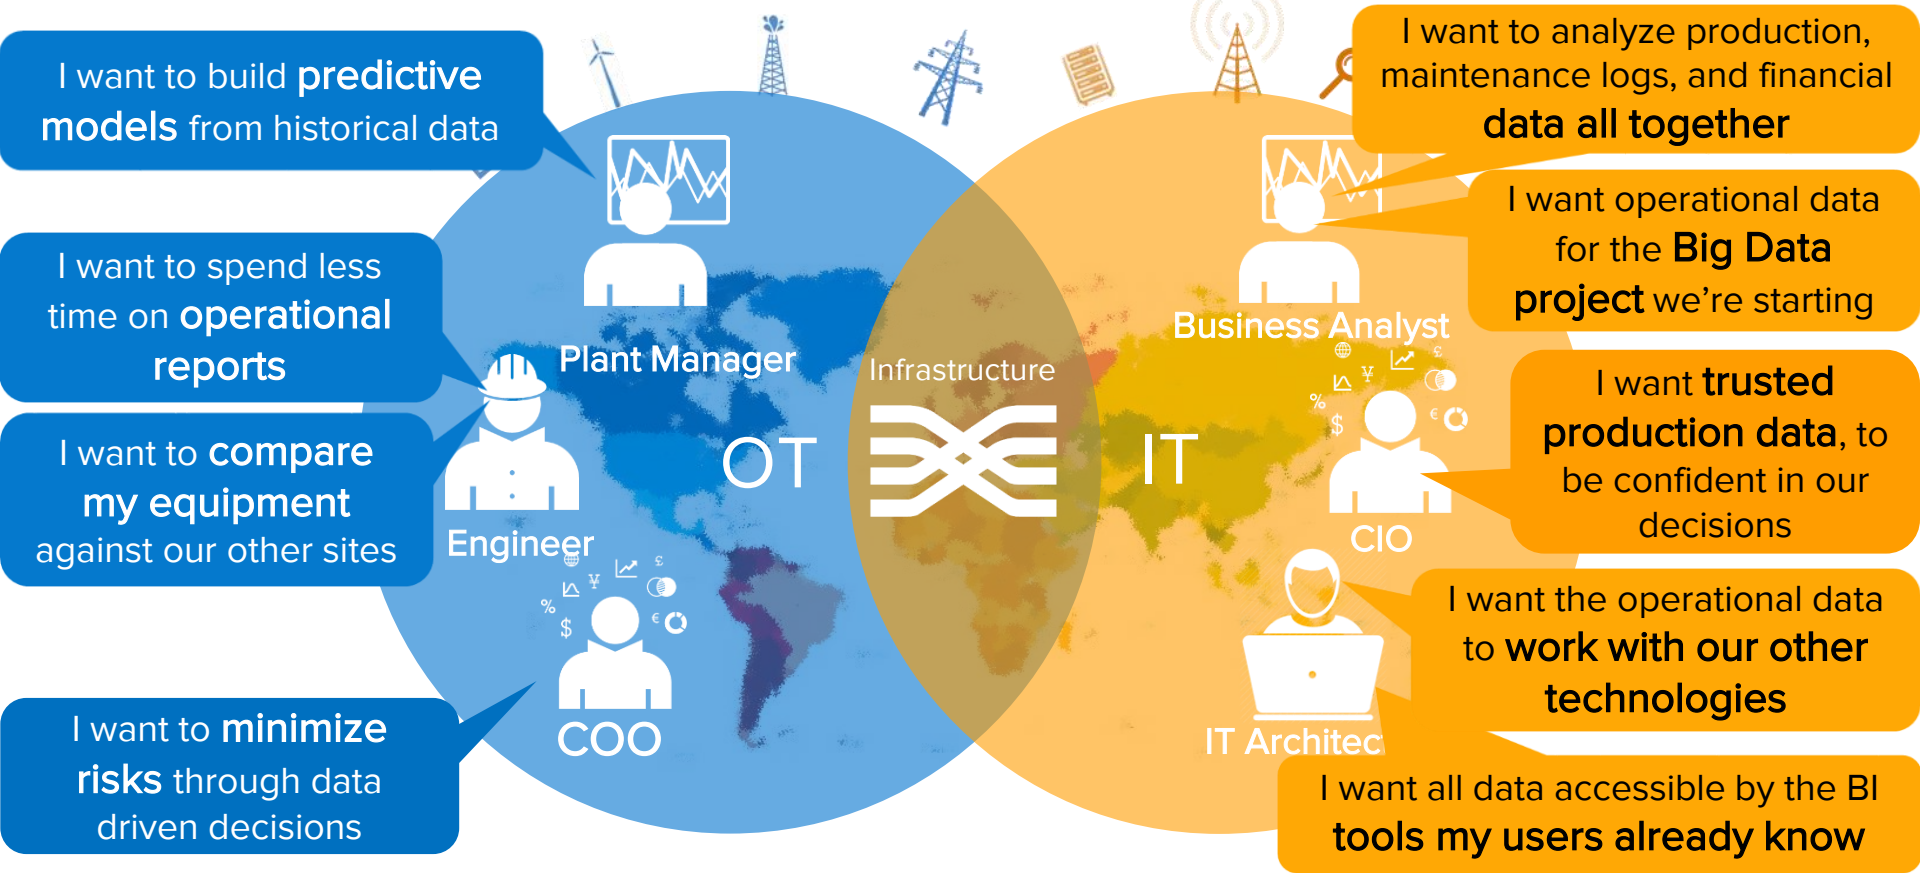 I want to build predictive
models from historical data
I want to spend less
time on operational
reports
I want to compare
my equipment
against our other sites
I want to minimize
risks through data
driven decisions
Plant Manager
Engineer
% $ ¥ £ €
COO
OT
Infrastructure
IT
Business Analyst
% $ ¥ £ €
CIO
IT Architec
I want to analyze production,
maintenance logs, and financial
data all together
I want operational data
for the Big Data
project we’re starting
I want trusted
production data, to
be confident in our
decisions
I want the operational data
to work with our other
technologies
I want all data accessible by the BI
tools my users already know